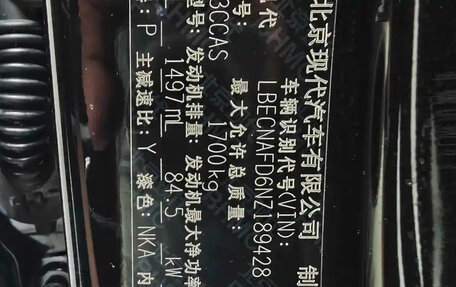 北京现代汽车有限公司 制
代 车辆识别代号(VIN):
LBECNAFD6NZ189428
号: 最大允许总质量:
3CCAS 1700kg
型号: 发动机排量: 发动机最大净功率
1497ml 84.5 kW
: P 主减速比: Y 漆色: NKA 内